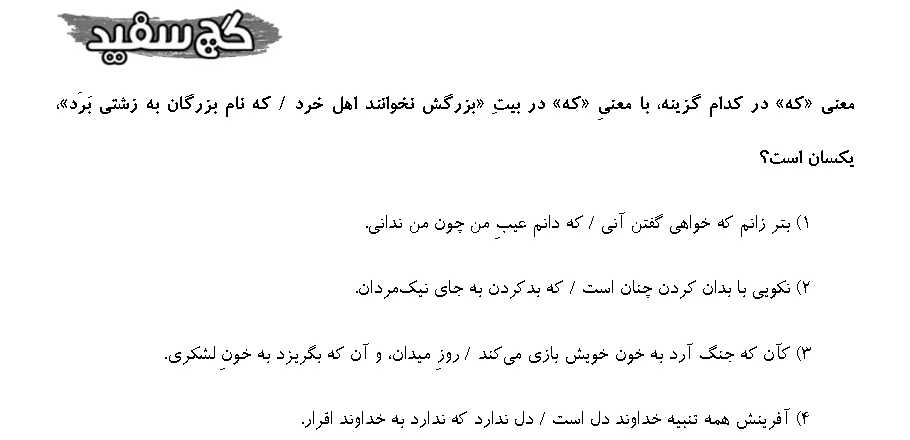 گچ سفید
معنی «که» در کدام گزینه، با معنیِ «که» در بیتِ «بزرگش نخوانند اهل خرد / که نام بزرگان به زشتی بَرَد»،
یکسان است؟
۱) بتر زانم که خواهی گفتن آنی / که دانم عیبِ من چون من ندانی.
۲) نکویی با بدان کردن چنان است / که بدکردن به جای نیک‌مردان.
۳) کآن که جنگ آرد به خون خویش بازی می‌کند / روزِ میدان، و آن که بگریزد به خونِ لشکری.
۴) آفرینش همه تنبیه خداوند دل است / دل ندارد که ندارد به خداوند اقرار.